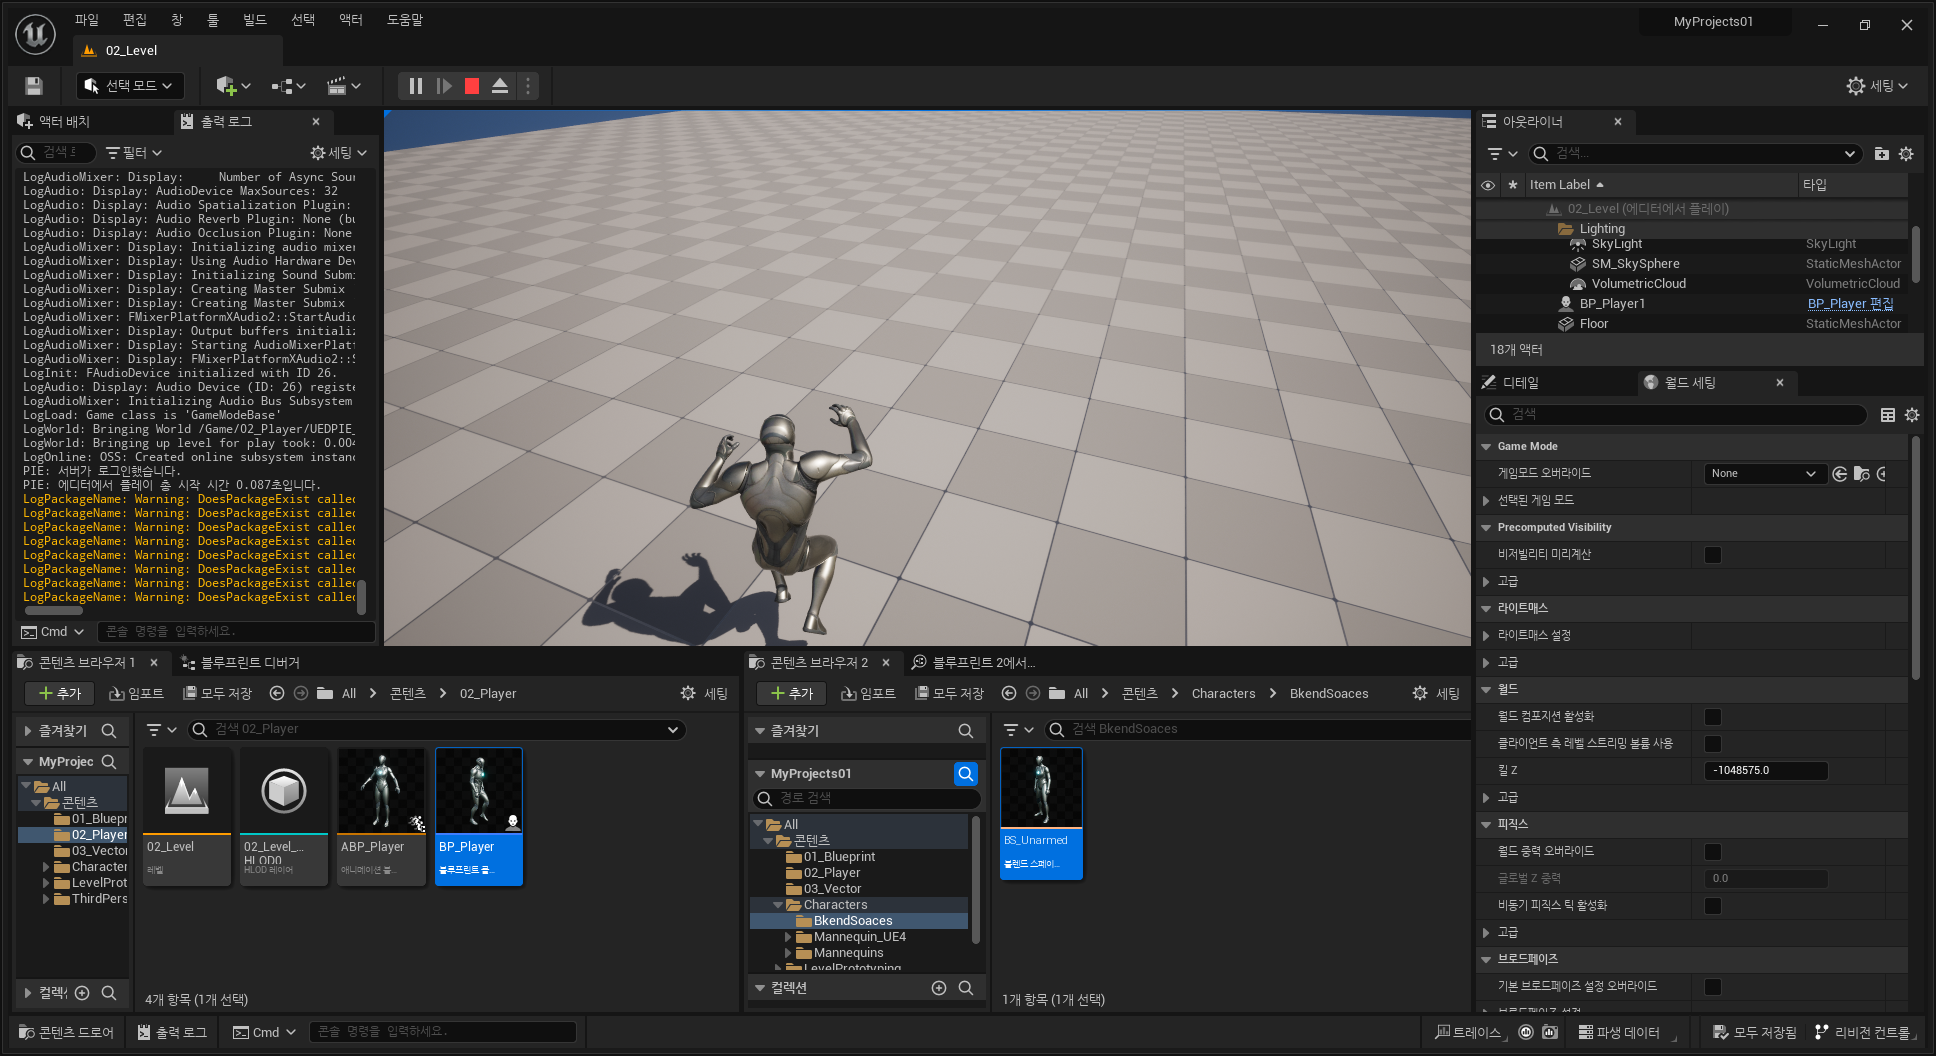 파일 편집 창 툴 빌드 선택 액터 도움말
MyProjects01
02_Level
선택 모드
세팅
액터 배치
출력 로그
필터
세팅
LogAudioMixer: Display: Number of Async Sour
LogAudio: Display: AudioDevice MaxSources: 32
LogAudio: Display: Audio Spatialization Plugin:
LogAudio: Display: Audio Reverb Plugin: None (bu
LogAudio: Display: Audio Occlusion Plugin: None
LogAudioMixer: Display: Initializing audio mixer
LogAudioMixer: Display: Using Audio Hardware Dev
LogAudioMixer: Display: Initializing Sound Submi
LogAudioMixer: Display: Creating Master Submix
LogAudioMixer: Display: Creating Master Submix
LogAudioMixer: FMixerPlatformXAudio2::StartAudio
LogAudioMixer: Display: Output buffers initializ
LogAudioMixer: Display: Starting AudioMixerPlatf
LogAudioMixer: Display: FMixerPlatformXAudio2::S
LogInit: FAudioDevice initialized with ID 26.
LogAudio: Display: Audio Device (ID: 26) registe
LogAudioMixer: Initializing Audio Bus Subsystem
LogLoad: Game class is 'GameModeBase'
LogWorld: Bringing World /Game/02_Player/UEDPIE_
LogWorld: Bringing up level for play took: 0.004
LogOnline: OSS: Created online subsystem instanc
PIE: 서버가 로그인했습니다.
PIE: 에디터에서 플레이 총 시작 시간 0.087초입니다.
LogPackageName: Warning: DoesPackageExist called
LogPackageName: Warning: DoesPackageExist called
LogPackageName: Warning: DoesPackageExist called
LogPackageName: Warning: DoesPackageExist called
LogPackageName: Warning: DoesPackageExist called
LogPackageName: Warning: DoesPackageExist called
LogPackageName: Warning: DoesPackageExist called
LogPackageName: Warning: DoesPackageExist called
Cmd
콘솔 명령을 입력하세요.
아웃라이너
검색...
Item Label
타입
02_Level (에디터에서 플레이)
Lighting
SkyLight SkyLight
SM_SkySphere StaticMeshActor
VolumetricCloud VolumetricCloud
BP_Player1 BP_Player 편집
Floor StaticMeshActor
18개 액터
디테일
월드 세팅
검색
Game Mode
게임모드 오버라이드 None
선택된 게임 모드
Precomputed Visibility
비저빌리티 미리계산
고급
라이트매스
라이트매스 설정
고급
월드
월드 컴포지션 활성화
클라이언트 측 레벨 스트리밍 볼륨 사용
킬 Z -1048575.0
고급
피직스
월드 중력 오버라이드
글로벌 Z 중력 0.0
비동기 피직스 틱 활성화
고급
브로드페이즈
기본 브로드페이즈 설정 오버라이드
브로드페이즈 설정
콘텐츠 브라우저 1
블루프린트 디버거
추가 임포트 모두 저장 All 콘텐츠 02_Player 세팅
즐겨찾기
검색 02_Player
MyProjec
All
콘텐츠
01_Bluepr
02_Player
03_Vecto
Character
LevelProt
ThirdPers
컬렉
02_Level
레벨
02_Level_...
HLOD0
HLOD 레이어
ABP_Player
애니메이션 블...
BP_Player
블루프린트 클...
4개 항목 (1개 선택)
콘텐츠 브라우저 2
블루프린트 2에서...
추가 임포트 모두 저장 All 콘텐츠 Characters BkendSoaces 세팅
즐겨찾기
검색 BkendSoaces
MyProjects01
경로 검색
All
콘텐츠
01_Blueprint
02_Player
03_Vector
Characters
BkendSoaces
Mannequin_UE4
Mannequins
LevelPrototyping
컬렉션
BS_Unarmed
블렌드 스페이...
1개 항목 (1개 선택)
콘텐츠 드로어 출력 로그 Cmd 콘솔 명령을 입력하세요.
트레이스 파생 데이터 모두 저장됨 리비전 컨트롤